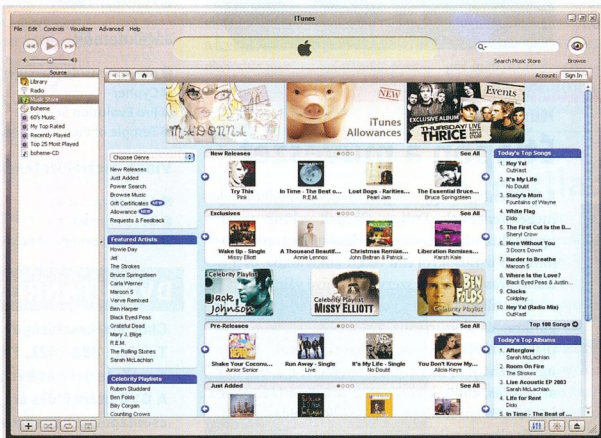 iTunes
File Edit Controls Visualizer Advanced Help
Search Music Store
Browse
Source
Library
Radio
Music Store
Boheme
60's Music
My Top Rated
Recently Played
Top 25 Most Played
boheme-CD
Account: Sign In
MADONNA
NEW
iTunes
Allowances
Events
EXCLUSIVE ALBUM
THURSDAY/
THRICE
LIVE
Choose Genre
New Releases
Just Added
Power Search
Browse Music
Gift Certificates NEW
Allowance NEW
Requests & Feedback
Featured Artists
Howie Day
Jet
The Strokes
Bruce Springsteen
Carla Werner
Maroon 5
Verve Remixed
Ben Harper
Black Eyed Peas
Grateful Dead
Mary J. Blige
R.E.M.
The Rolling Stones
Sarah McLachlan
Celebrity Playlists
Ruben Studdard
Ben Folds
Billy Corgan
Counting Crows
New Releases
See All
Try This
Pink
In Time - The Best o...
R.E.M.
Lost Dogs - Rarities...
Pearl Jam
The Essential Bruce...
Bruce Springsteen
Exclusives
See All
Wake Up - Single
Missy Elliott
A Thousand Beautif...
Annie Lennox
Christmas Remixe...
John Beltran & Patrick...
Liberation Remixes...
Karsh Kale
Celebrity Playlist
Jack Johnson
Celebrity Playlist
MISSY ELLIOTT
BEN FOLDS
Celebrity Playlist
Pre-Releases
See All
Shake Your Coconu...
Junior Senior
Run Away - Single
Live
It's My Life - Single
No Doubt
You Don't Know My...
Alicia Keys
Just Added
See All
Today's Top Songs
1. Hey Ya!
OutKast
2. It's My Life
No Doubt
3. Stacy's Mom
Fountains of Wayne
4. White Flag
Dido
5. The First Cut Is the D...
Sheryl Crow
6. Here Without You
3 Doors Down
7. Harder to Breathe
Maroon 5
8. Where Is the Love?
Black Eyed Peas & Justin...
9. Clocks
Coldplay
10. Hey Ya! (Radio Mix)
OutKast
Top 100 Songs
Today's Top Albums
1. Afterglow
Sarah McLachlan
2. Room On Fire
The Strokes
3. Live Acoustic EP 2003
Sarah McLachlan
4. Life for Rent
Dido
5. In Time - The Best of ...